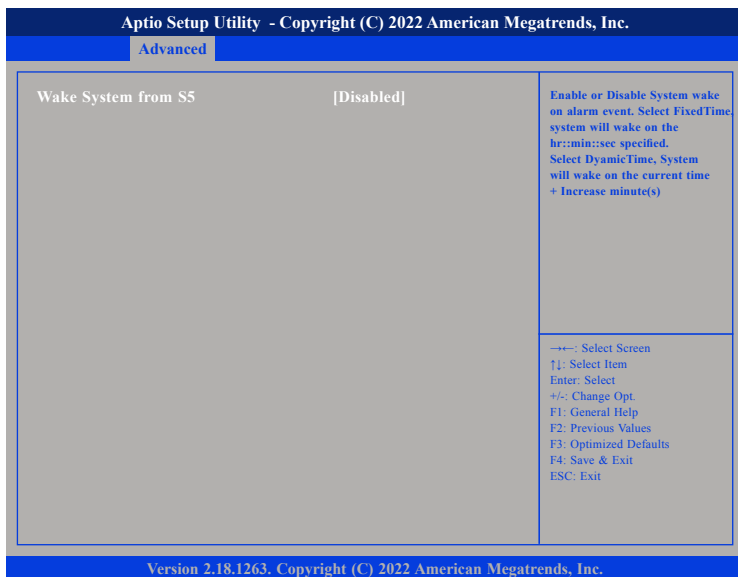 Aptio Setup Utility - Copyright (C) 2022 American Megatrends, Inc.
Advanced
Wake System from S5 [Disabled]
Enable or Disable System wake
on alarm event. Select FixedTime,
system will wake on the
hr::min::sec specified.
Select DyamicTime, System
will wake on the current time
+ Increase minute(s)
→←: Select Screen
↑↓: Select Item
Enter: Select
+/-: Change Opt.
F1: General Help
F2: Previous Values
F3: Optimized Defaults
F4: Save & Exit
ESC: Exit
Version 2.18.1263. Copyright (C) 2022 American Megatrends, Inc.